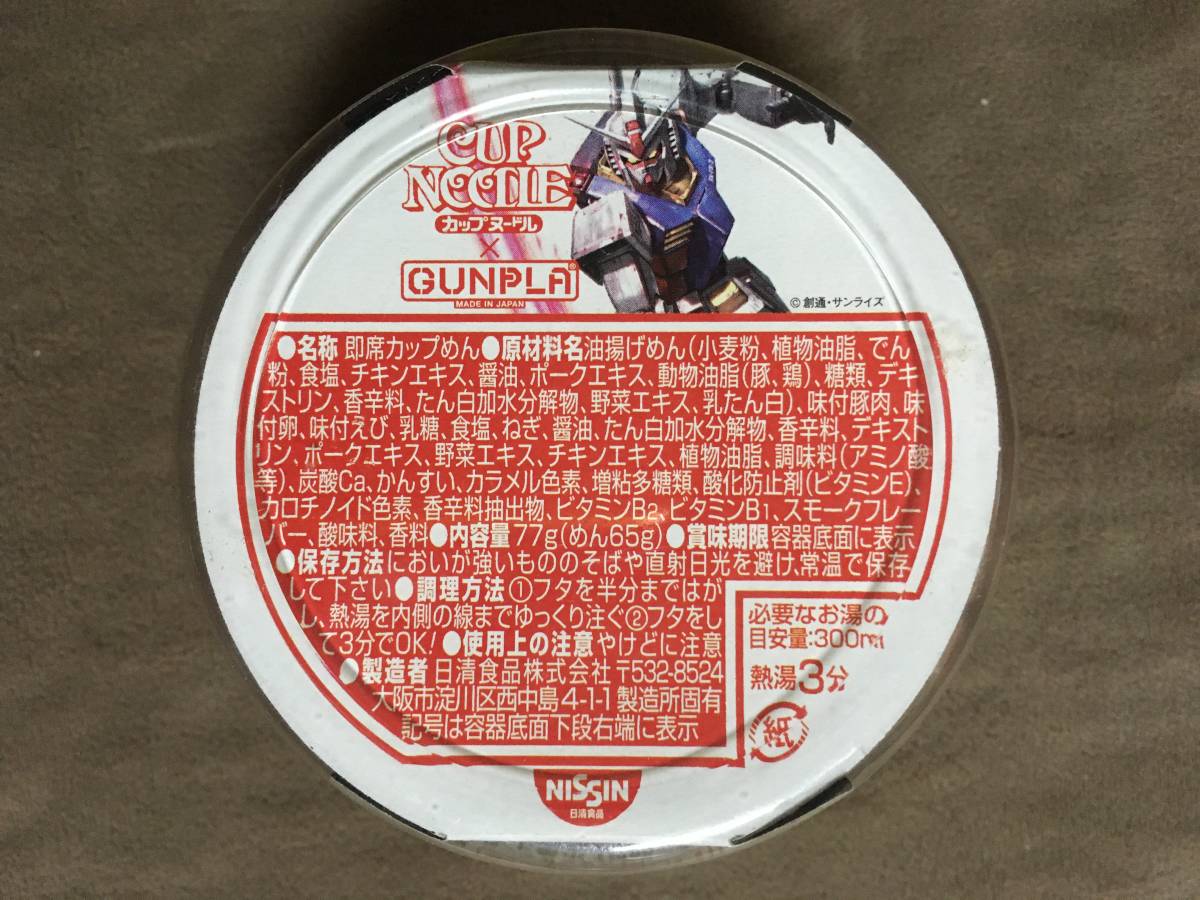 CUP NOODLE
カップヌードル
×
GUNPLA®
MADE IN JAPAN
© 創通・サンライズ
●名称 即席カップめん●原材料名油揚げめん(小麦粉、植物油脂、でん
粉、食塩、チキンエキス、醤油、ポークエキス、動物油脂(豚、鶏)、糖類、デキ
ストリン、香辛料、たん白加水分解物、野菜エキス、乳たん白)、味付豚肉、味
付卵、味付えび、乳糖、食塩、ねぎ、醤油、たん白加水分解物、香辛料、デキスト
リン、ポークエキス、野菜エキス、チキンエキス、植物油脂、調味料(アミノ酸
等)、炭酸Ca、かんすい、カラメル色素、増粘多糖類、酸化防止剤(ビタミンE)、
カロチノイド色素、香辛料抽出物、ビタミンB2、ビタミンB1、スモークフレー
バー、酸味料、香料●内容量77g(めん65g)●賞味期限容器底面に表示
●保存方法においが強いもののそばや直射日光を避け、常温で保存
して下さい●調理方法①フタを半分まではが
し、熱湯を内側の線までゆっくり注ぐ②フタをし
て3分でOK!●使用上の注意やけどに注意
●製造者 日清食品株式会社〒532-8524
大阪市淀川区西中島4-1-1 製造所固有
記号は容器底面下段右端に表示
必要なお湯の
目安量:300ml
熱湯3分
紙
NISSIN
日清食品